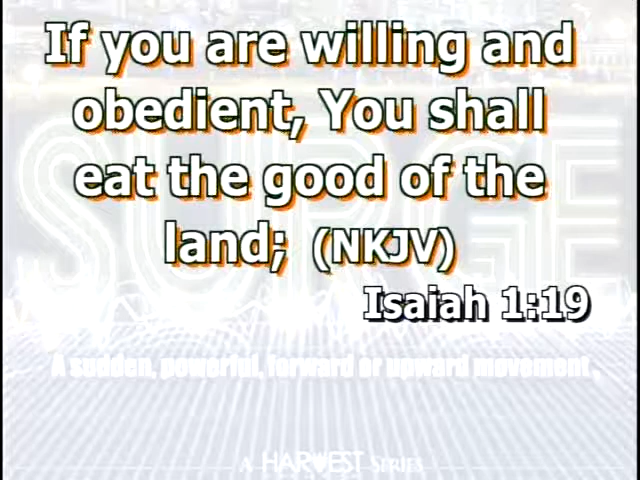 If you are willing and
obedient, You shall
eat the good of the
land; (NKJV)
Isaiah 1:19
SURGE
A sudden, powerful, forward or upward movement.
A HARVEST SERIES